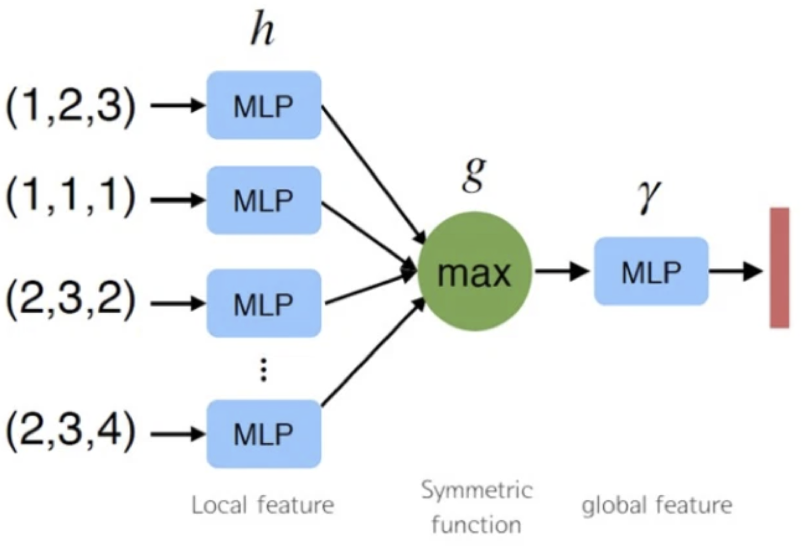 h
(1,2,3)
MLP
(1,1,1)
MLP
(2,3,2)
MLP
⋮
(2,3,4)
MLP
g
max
γ
MLP
Local feature
Symmetric
function
global feature